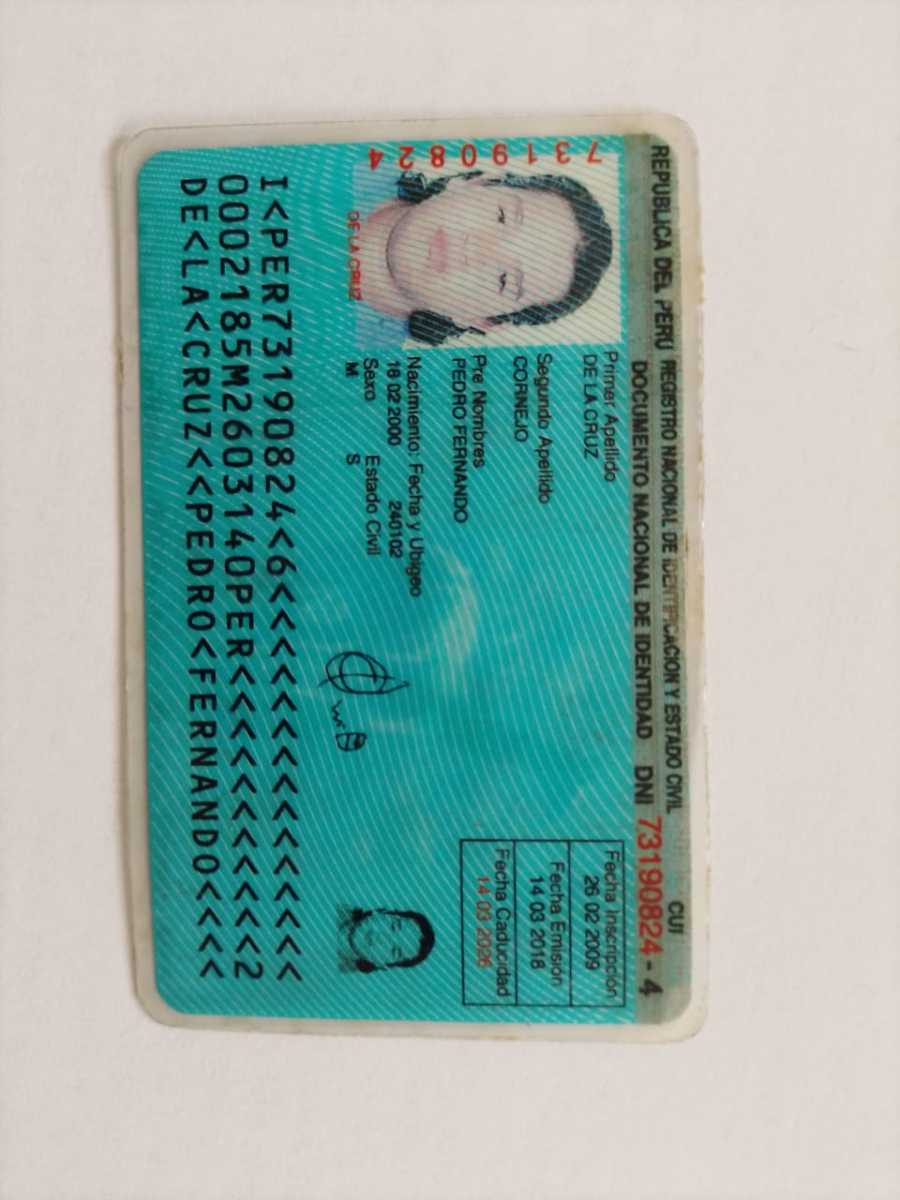 REPUBLICA DEL PERU REGISTRO NACIONAL DE IDENTIFICACION Y ESTADO CIVIL
CUI
DOCUMENTO NACIONAL DE IDENTIDAD DNI 73190824 - 4
73190824
DE LA CRUZ
Primer Apellido
DE LA CRUZ
Segundo Apellido
CORNEJO
Pre Nombres
PEDRO FERNANDO
Nacimiento: Fecha y Ubigeo
18 02 2000 240102
Sexo Estado Civil
M S
Fecha Inscripción
26 02 2009
Fecha Emisión
14 03 2018
Fecha Caducidad
14 03 2026
I<PER73190824<6<<<<<<<<<<<<<<<
0002185M2603140PER<<<<<<<<<<<2
DE<LA<CRUZ<<PEDRO<FERNANDO<<<<